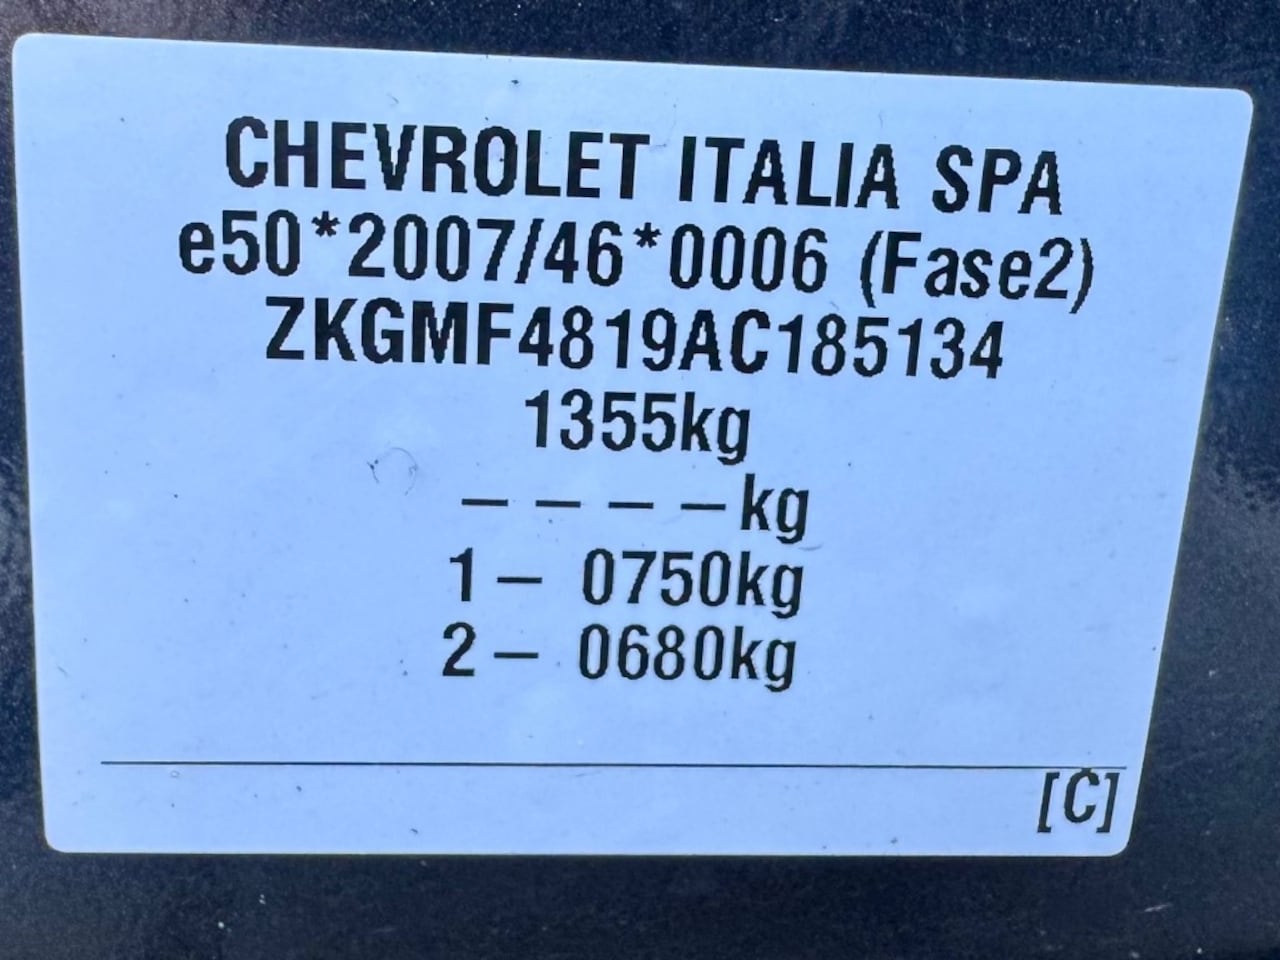 CHEVROLET ITALIA SPA
e50*2007/46*0006 (Fase2)
ZKGMF4819AC185134
1355kg
– – – –kg
1– 0750kg
2– 0680kg
[C]